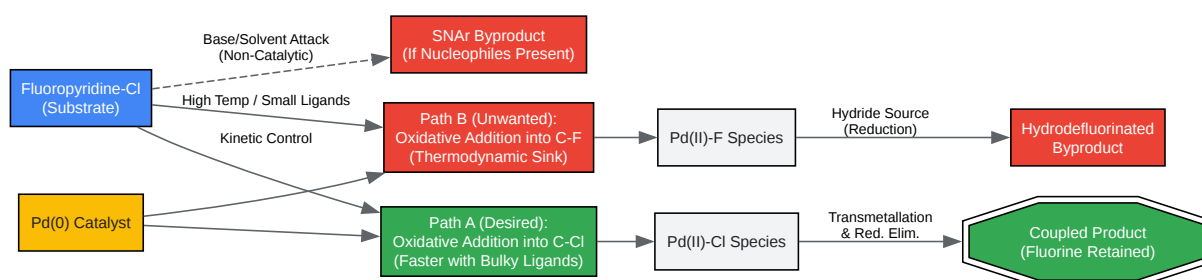 SNAr Byproduct
(If Nucleophiles Present)
Base/Solvent Attack
(Non-Catalytic)
Fluoropyridine-Cl
(Substrate)
High Temp / Small Ligands
Kinetic Control
Path B (Unwanted):
Oxidative Addition into C-F
(Thermodynamic Sink)
Pd(II)-F Species
Hydride Source
(Reduction)
Hydrodefluorinated
Byproduct
Pd(0) Catalyst
Path A (Desired):
Oxidative Addition into C-Cl
(Faster with Bulky Ligands)
Pd(II)-Cl Species
Transmetallation
& Red. Elim.
Coupled Product
(Fluorine Retained)